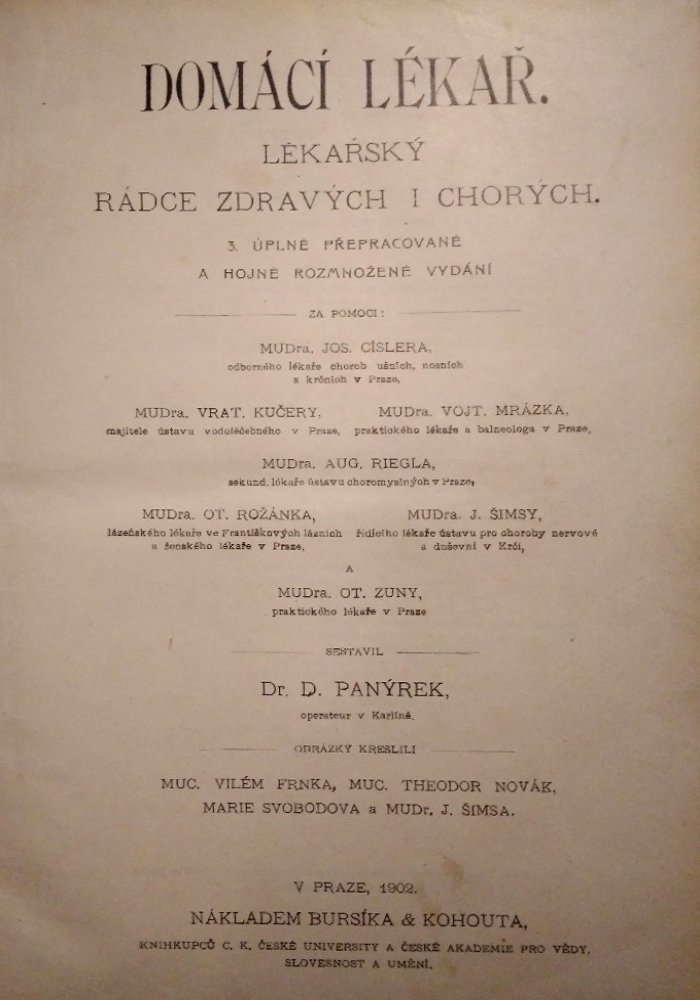 DOMÁCÍ LÉKAŘ.
LÉKAŘSKÝ
RÁDCE ZDRAVÝCH I CHORÝCH.
3. ÚPLNĚ PŘEPRACOVANÉ
A HOJNĚ ROZMNOŽENÉ VYDÁNÍ
ZA POMOCI:
MUDra. JOS. CÍSLERA,
odborného lékaře chorob ušních, nosních
a krčních v Praze,
MUDra. VRAT. KUČERY, MUDra. VOJT. MRÁZKA,
majitele ústavu vodoléčebného v Praze, praktického lékaře a balneologa v Praze,
MUDra. AUG. RIEGLA,
sekund. lékaře ústavu choromyslných v Praze,
MUDra. OT. ROŽÁNKA, MUDra. J. ŠIMSY,
lázeňského lékaře ve Františkových lázních řídícího lékaře ústavu pro choroby nervové
a ženského lékaře v Praze, a duševní v Krči,
A
MUDra. OT. ZUNY,
praktického lékaře v Praze
SESTAVIL
Dr. D. PANÝREK,
operateur v Karlíně.
OBRÁZKY KRESLILI
MUC. VILÉM FRNKA, MUC. THEODOR NOVÁK,
MARIE SVOBODOVA a MUDr. J. ŠIMSA.
V PRAZE, 1902.
NÁKLADEM BURSÍKA & KOHOUTA,
KNIHKUPCŮ C. K. ČESKÉ UNIVERSITY A ČESKÉ AKADEMIE PRO VĚDY,
SLOVESNOST A UMĚNÍ.